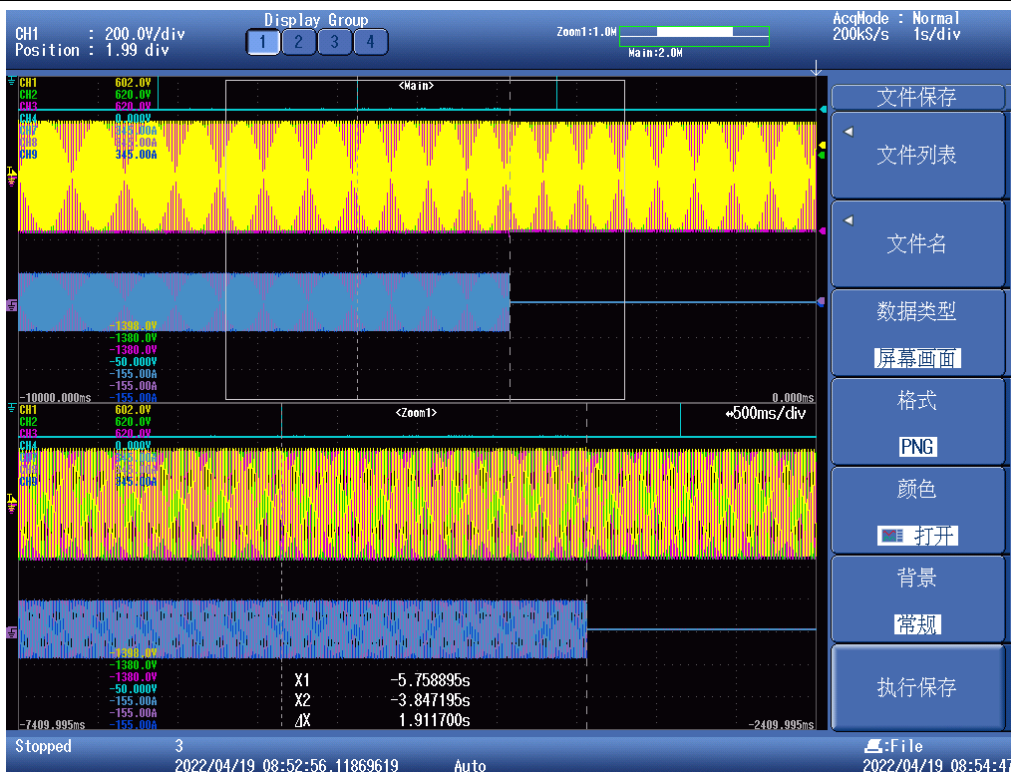 CH1 : 200.0V/div
Position : 1.99 div
Display Group
1 2 3 4
Zoom1:1.0M
Main:2.0M
AcqMode : Normal
200kS/s 1s/div
<Main>
CH1 602.0V
CH2 620.0V
CH3 620.0V
CH4 0.000V
345.00A
CH8
CH9 345.00A
-1398.0V
-1380.0V
-1380.0V
-50.000V
-155.00A
-155.00A
-155.00A
-10000.000ms
0.000ms
<Zoom1>
500ms/div
CH1 602.0V
CH2 620.0V
CH3 620.0V
CH4 0.000V
CH9 345.00A
-1398.0V
-1380.0V
-1380.0V
-50.000V
-155.00A
-155.00A
-155.00A
X1 -5.758895s
X2 -3.847195s
ΔX 1.911700s
-7409.995ms
-2409.995ms
文件保存
文件列表
文件名
数据类型
屏幕画面
格式
PNG
颜色
打开
背景
常规
执行保存
Stopped 3
2022/04/19 08:52:56.11869619 Auto
:File
2022/04/19 08:54:47